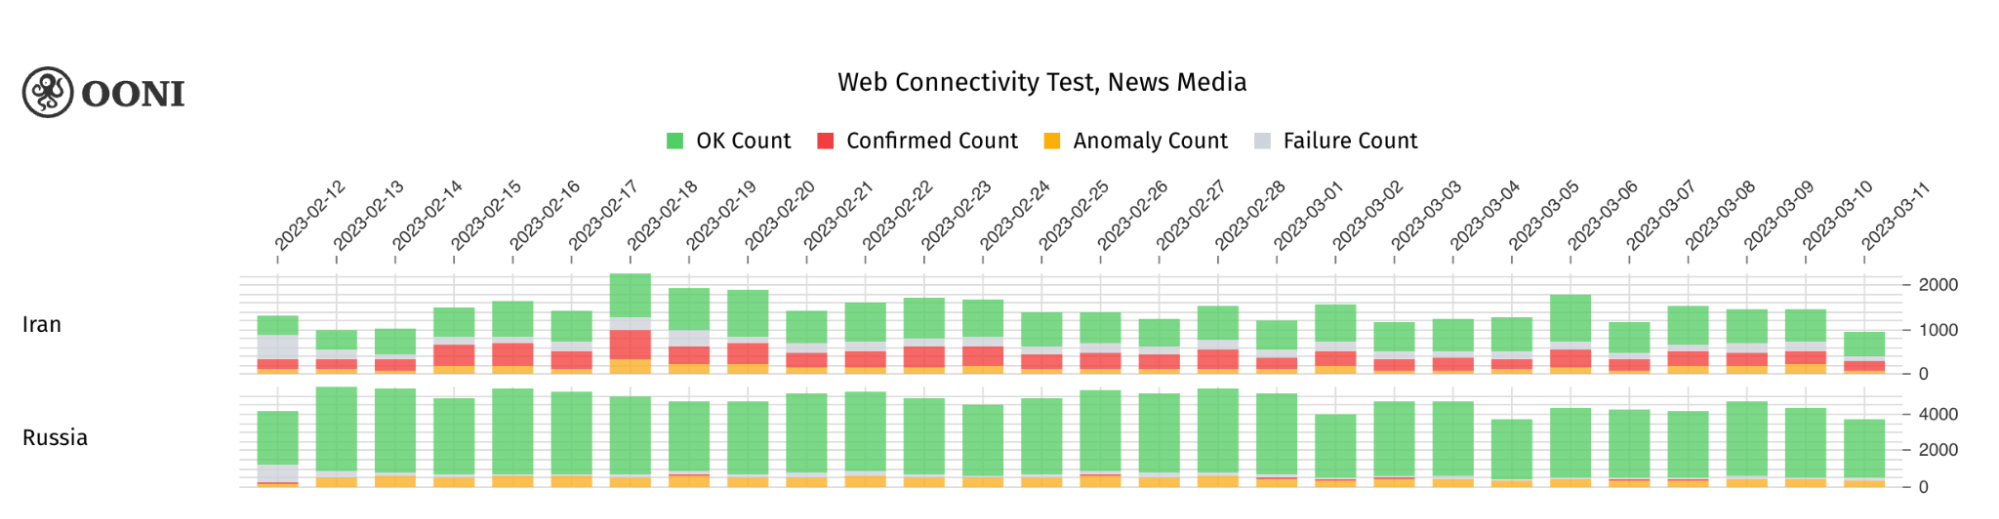 OONI
Web Connectivity Test, News Media
OK Count Confirmed Count Anomaly Count Failure Count
2023-02-12 2023-02-13 2023-02-14 2023-02-15 2023-02-16 2023-02-17 2023-02-18 2023-02-19 2023-02-20 2023-02-21 2023-02-22 2023-02-23 2023-02-24 2023-02-25 2023-02-26 2023-02-27 2023-02-28 2023-03-01 2023-03-02 2023-03-03 2023-03-04 2023-03-05 2023-03-06 2023-03-07 2023-03-08 2023-03-09 2023-03-10 2023-03-11
2000
Iran
1000
0
4000
Russia
2000
0